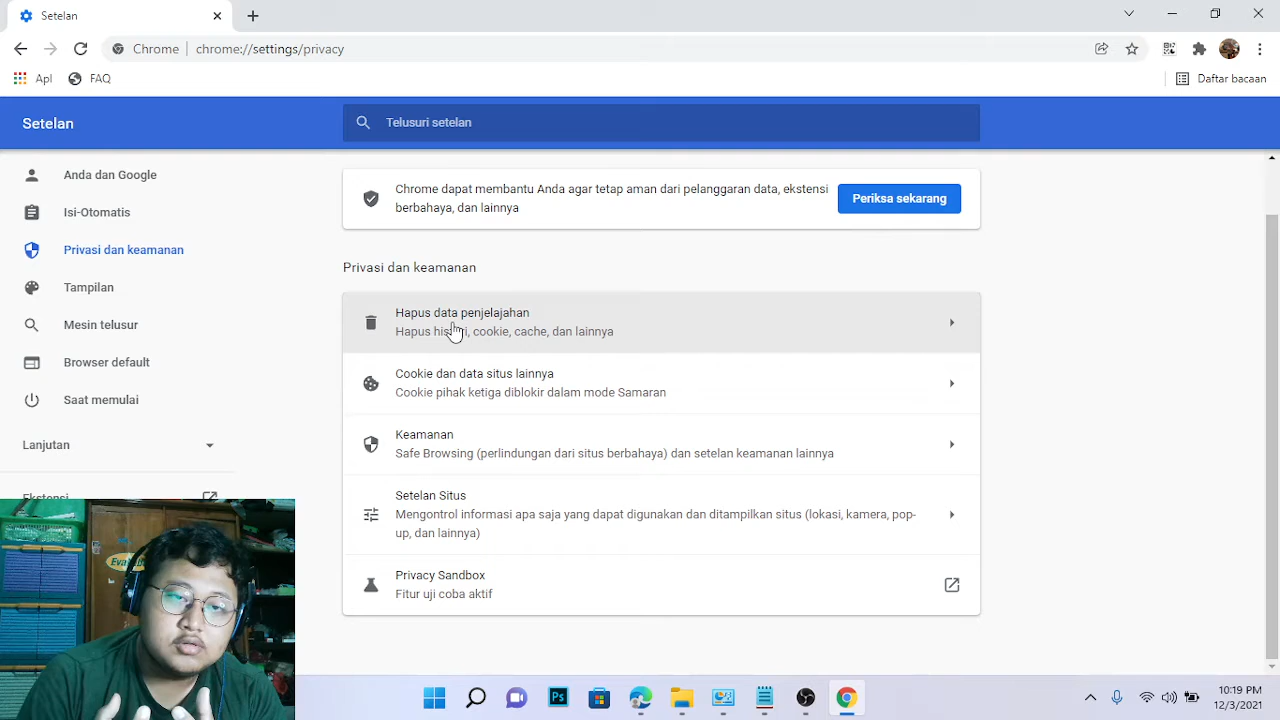 Setelan
Chrome
chrome://settings/privacy
Apl
FAQ
Daftar bacaan
Setelan
Telusuri setelan
Anda dan Google
Isi-Otomatis
Privasi dan keamanan
Tampilan
Mesin telusur
Browser default
Saat memulai
Lanjutan
Ekstensi
Chrome dapat membantu Anda agar tetap aman dari pelanggaran data, ekstensi
berbahaya, dan lainnya
Periksa sekarang
Privasi dan keamanan
Hapus data penjelajahan
Hapus histori, cookie, cache, dan lainnya
Cookie dan data situs lainnya
Cookie pihak ketiga diblokir dalam mode Samaran
Keamanan
Safe Browsing (perlindungan dari situs berbahaya) dan setelan keamanan lainnya
Setelan Situs
Mengontrol informasi apa saja yang dapat digunakan dan ditampilkan situs (lokasi, kamera, pop-
up, dan lainnya)
Privacy Sandbox
Fitur uji coba aktif
Ps
10:19 PM
12/3/2021